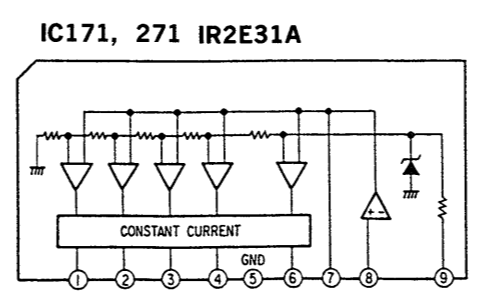 IC171, 271 IR2E31A
+ -
CONSTANT CURRENT
GND
1 2 3 4 5 6 7 8 9